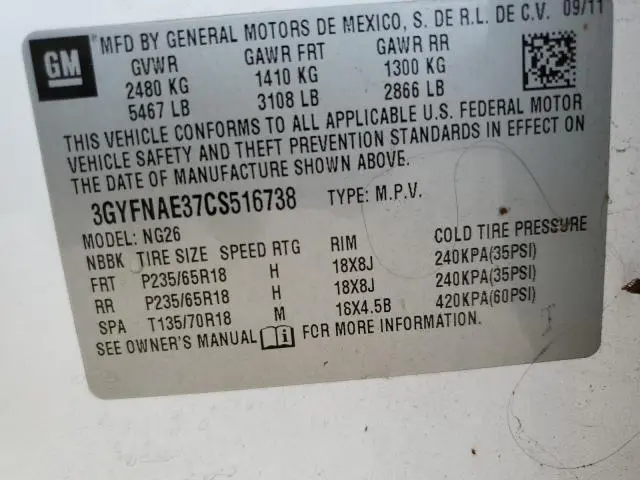 GM
MFD BY GENERAL MOTORS DE MEXICO, S. DE R.L. DE C.V. 09/11
GVWR GAWR FRT GAWR RR
2480 KG 1410 KG 1300 KG
5467 LB 3108 LB 2866 LB
THIS VEHICLE CONFORMS TO ALL APPLICABLE U.S. FEDERAL MOTOR
VEHICLE SAFETY AND THEFT PREVENTION STANDARDS IN EFFECT ON
THE DATE OF MANUFACTURE SHOWN ABOVE.
3GYFNAE37CS516738 TYPE: M.P.V.
MODEL: NG26
NBBK TIRE SIZE SPEED RTG RIM COLD TIRE PRESSURE
FRT P235/65R18 H 18X8J 240KPA(35PSI)
RR P235/65R18 H 18X8J 240KPA(35PSI)
SPA T135/70R18 M 18X4.5B 420KPA(60PSI)
SEE OWNER'S MANUAL i FOR MORE INFORMATION.